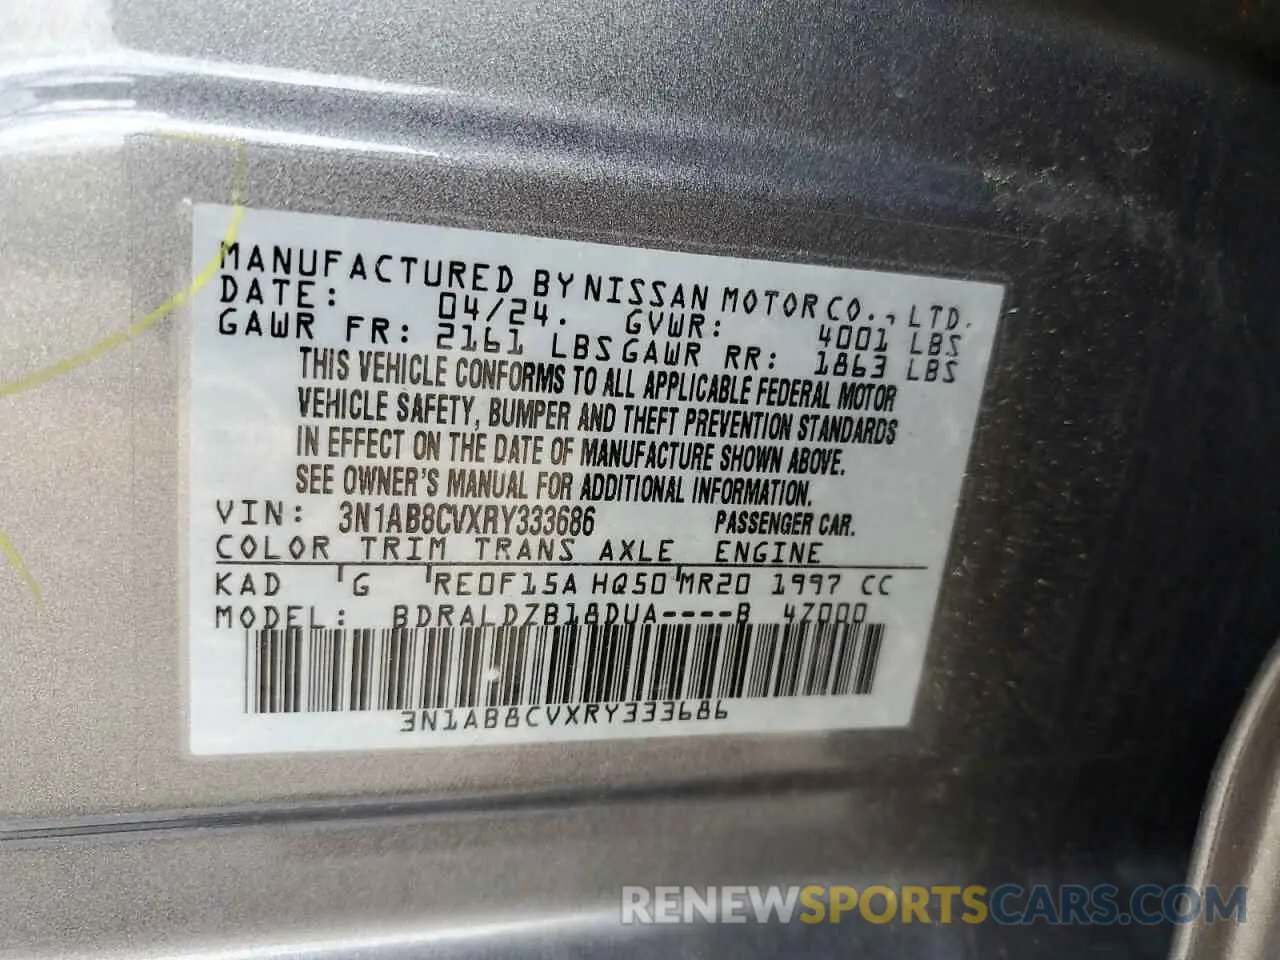 MANUFACTURED BY NISSAN MOTOR CO., LTD.
DATE: 04/24. GVWR: 4001 LBS
GAWR FR: 2161 LBS GAWR RR: 1863 LBS
THIS VEHICLE CONFORMS TO ALL APPLICABLE FEDERAL MOTOR
VEHICLE SAFETY, BUMPER AND THEFT PREVENTION STANDARDS
IN EFFECT ON THE DATE OF MANUFACTURE SHOWN ABOVE.
SEE OWNER'S MANUAL FOR ADDITIONAL INFORMATION.
VIN: 3N1AB8CVXRY333686 PASSENGER CAR.
COLOR TRIM TRANS AXLE ENGINE
KAD G RE0F15A HQ50 MR20 1997 CC
MODEL: BDRALDZB18DUA----B 4Z000
3N1AB8CVXRY333686
RENEWSPORTSCARS.COM